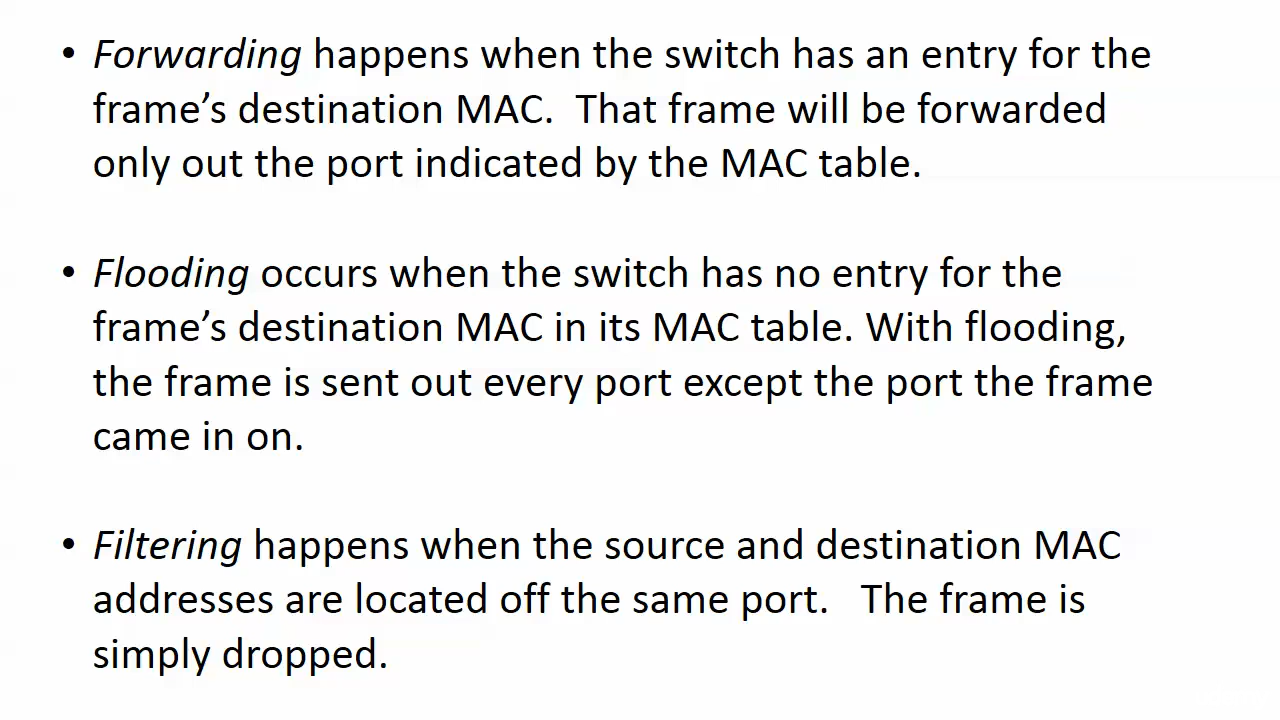 • Forwarding happens when the switch has an entry for the
frame’s destination MAC.  That frame will be forwarded
only out the port indicated by the MAC table.
• Flooding occurs when the switch has no entry for the
frame’s destination MAC in its MAC table. With flooding,
the frame is sent out every port except the port the frame
came in on.
• Filtering happens when the source and destination MAC
addresses are located off the same port.   The frame is
simply dropped.